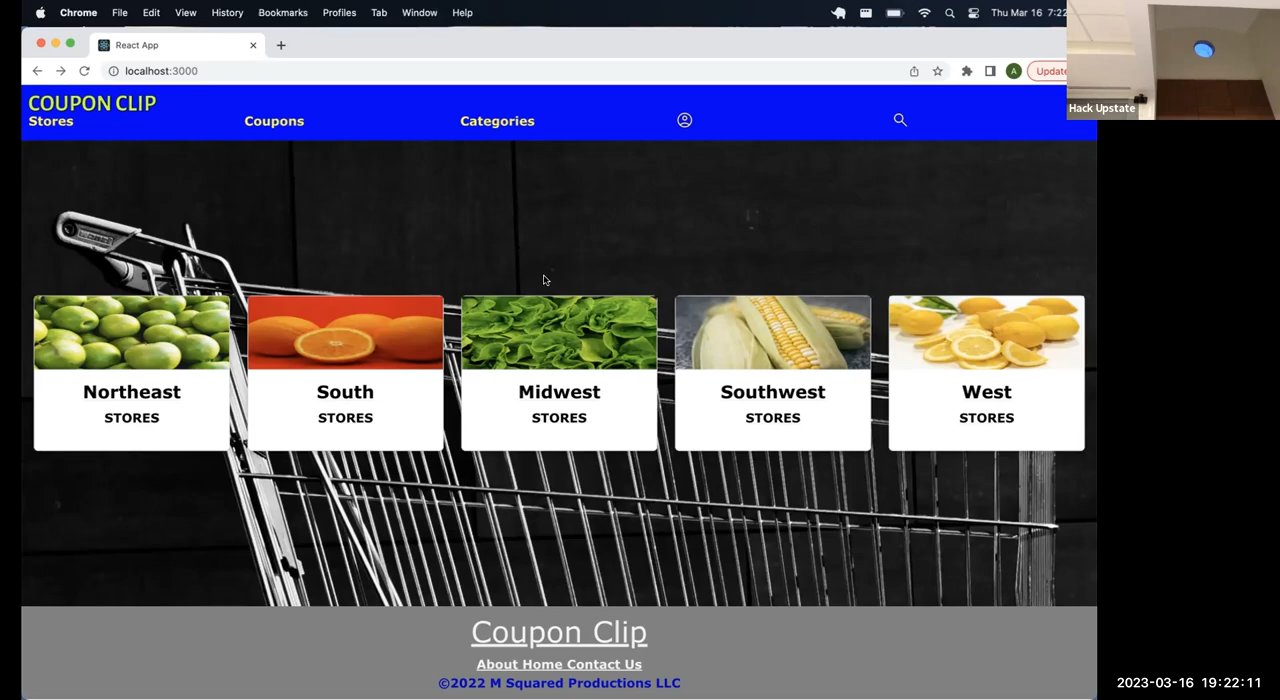 Chrome File Edit View History Bookmarks Profiles Tab Window Help Thu Mar 16 7:22
React App
localhost:3000 A Update
Hack Upstate
COUPON CLIP
Stores Coupons Categories
Northeast South Midwest Southwest West
STORES STORES STORES STORES STORES
Coupon Clip
About Home Contact Us
©2022 M Squared Productions LLC
2023-03-16 19:22:11